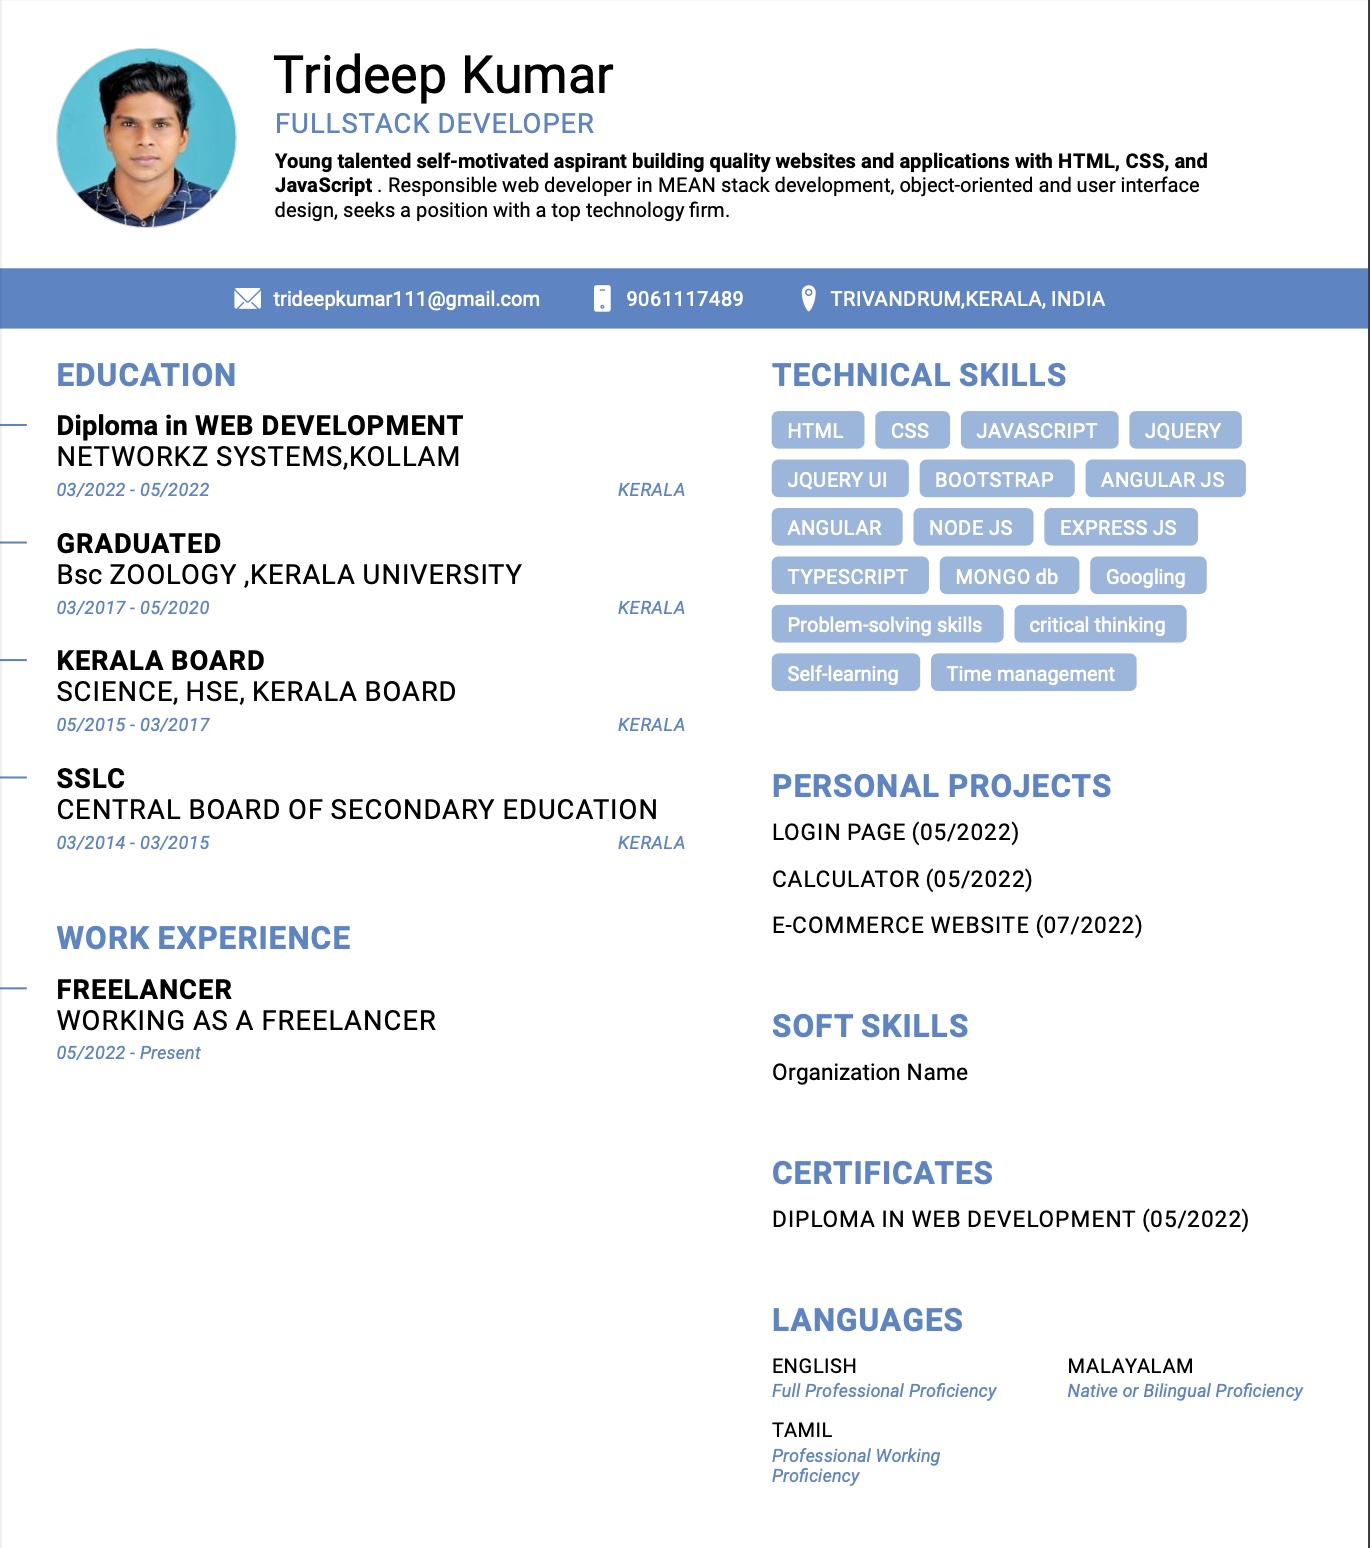 Trideep Kumar
FULLSTACK DEVELOPER
Young talented self-motivated aspirant building quality websites and applications with HTML, CSS, and
JavaScript . Responsible web developer in MEAN stack development, object-oriented and user interface
design, seeks a position with a top technology firm.
trideepkumar111@gmail.com 9061117489 TRIVANDRUM,KERALA, INDIA
EDUCATION
Diploma in WEB DEVELOPMENT
NETWORKZ SYSTEMS,KOLLAM
03/2022 - 05/2022 KERALA
GRADUATED
Bsc ZOOLOGY ,KERALA UNIVERSITY
03/2017 - 05/2020 KERALA
KERALA BOARD
SCIENCE, HSE, KERALA BOARD
05/2015 - 03/2017 KERALA
SSLC
CENTRAL BOARD OF SECONDARY EDUCATION
03/2014 - 03/2015 KERALA
WORK EXPERIENCE
FREELANCER
WORKING AS A FREELANCER
05/2022 - Present
TECHNICAL SKILLS
HTML CSS JAVASCRIPT JQUERY
JQUERY UI BOOTSTRAP ANGULAR JS
ANGULAR NODE JS EXPRESS JS
TYPESCRIPT MONGO db Googling
Problem-solving skills critical thinking
Self-learning Time management
PERSONAL PROJECTS
LOGIN PAGE (05/2022)
CALCULATOR (05/2022)
E-COMMERCE WEBSITE (07/2022)
SOFT SKILLS
Organization Name
CERTIFICATES
DIPLOMA IN WEB DEVELOPMENT (05/2022)
LANGUAGES
ENGLISH
Full Professional Proficiency
MALAYALAM
Native or Bilingual Proficiency
TAMIL
Professional Working
Proficiency